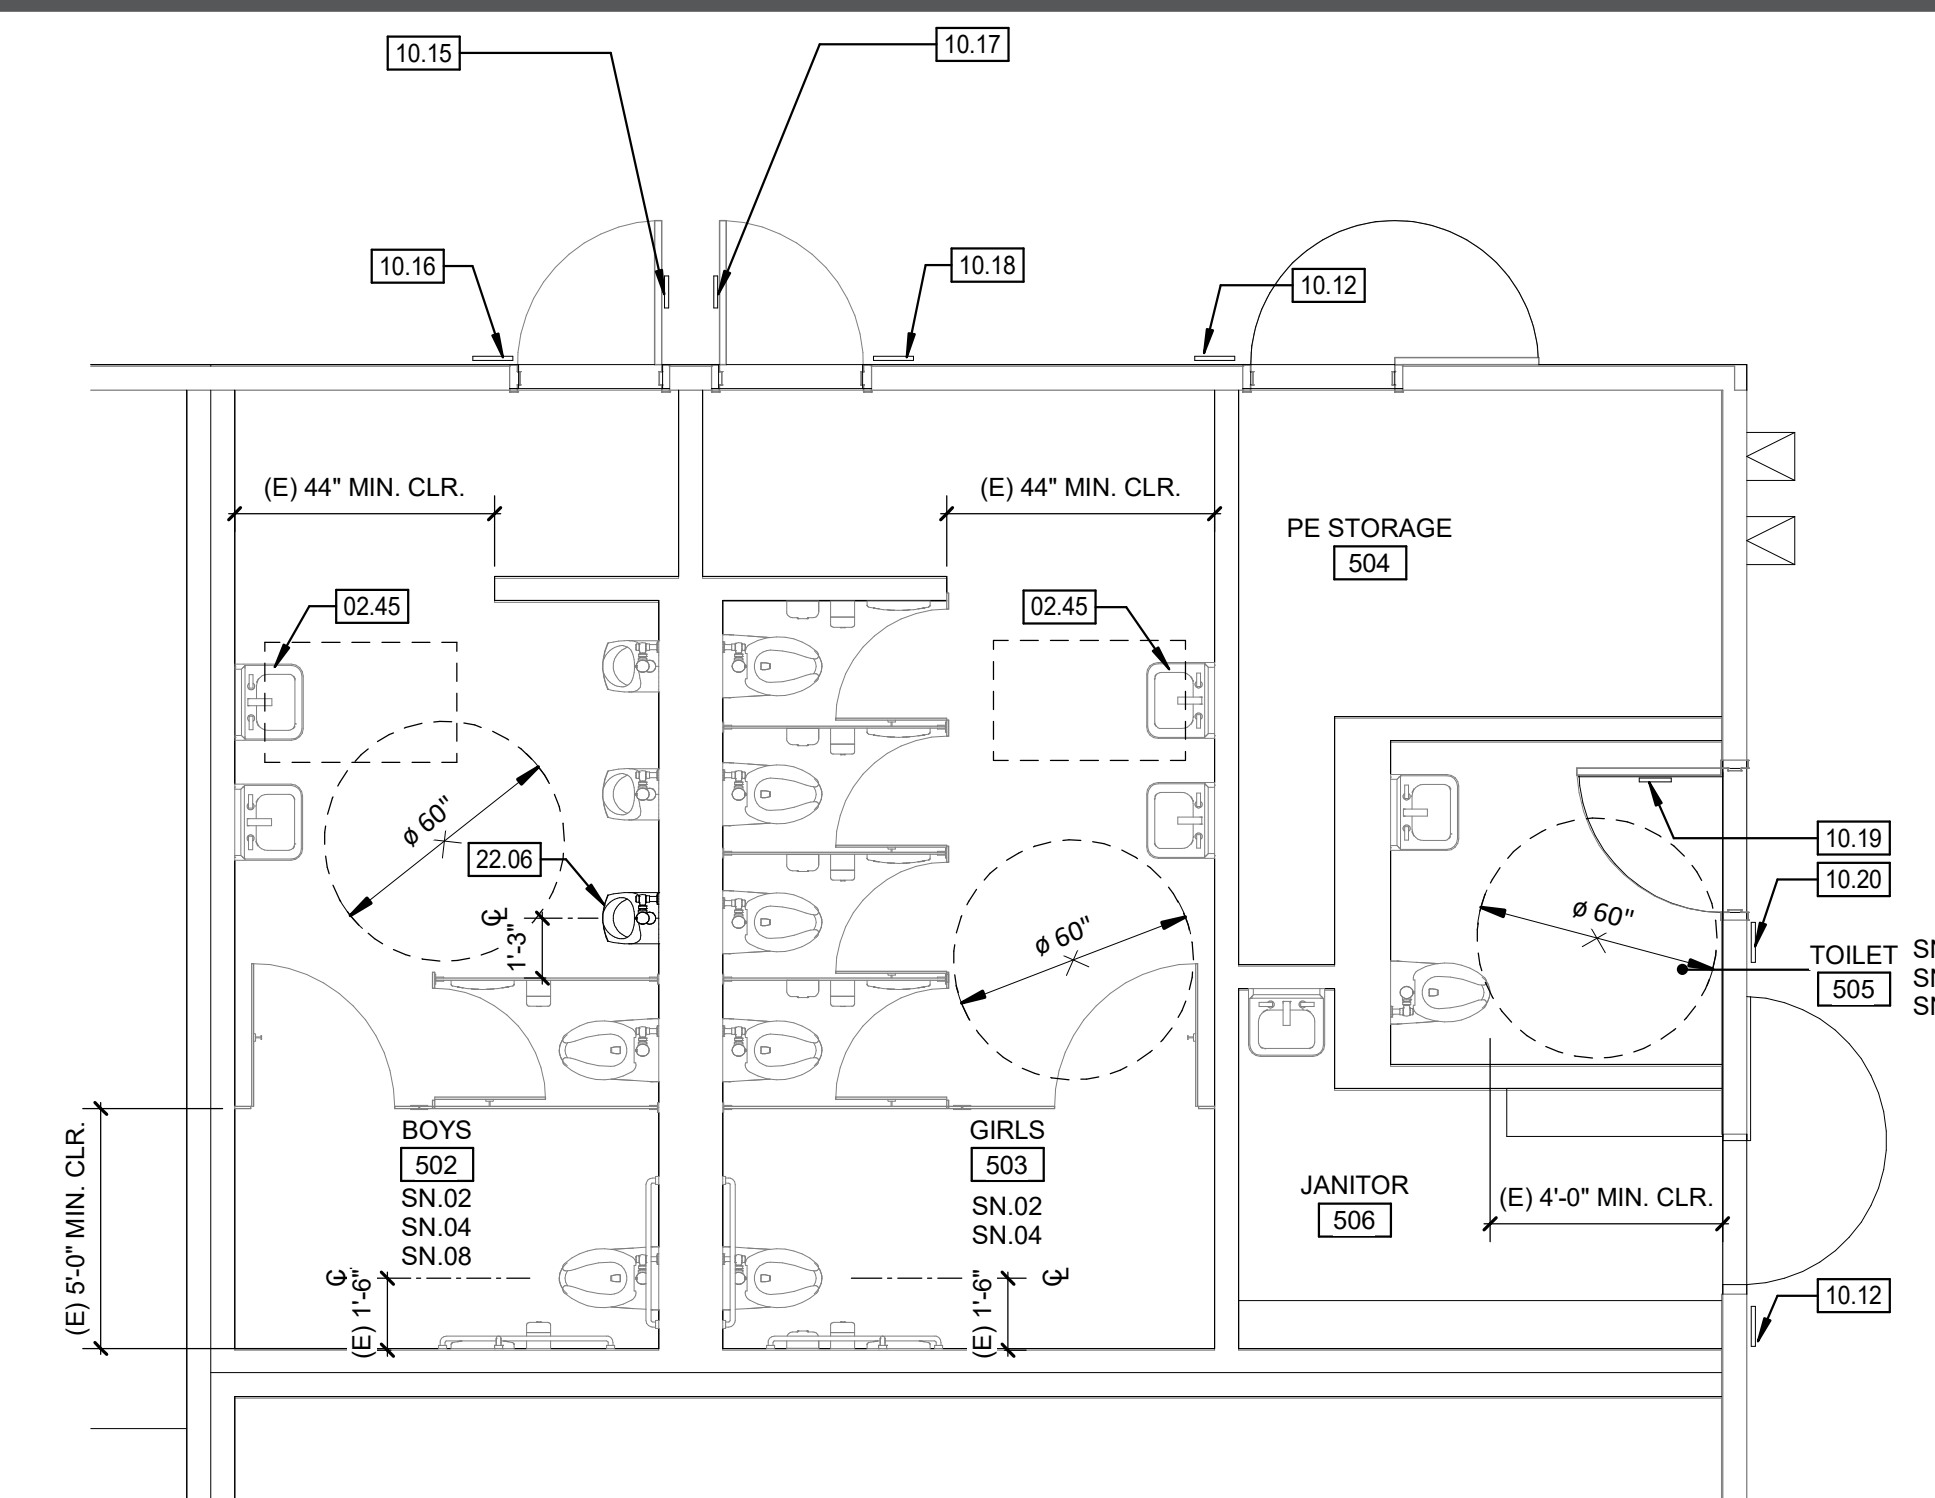 10.15
10.17
10.16
10.18
10.12
(E) 44" MIN. CLR.
(E) 44" MIN. CLR.
PE STORAGE
504
02.45
02.45
ø 60"
22.06
℄
1'-3"
ø 60"
ø 60"
10.19
10.20
TOILET
505
SN
SN
SN
BOYS
502
SN.02
SN.04
SN.08
GIRLS
503
SN.02
SN.04
JANITOR
506
(E) 4'-0" MIN. CLR.
(E) 5'-0" MIN. CLR.
℄
(E) 1'-6"
(E) 1'-6"
℄
10.12